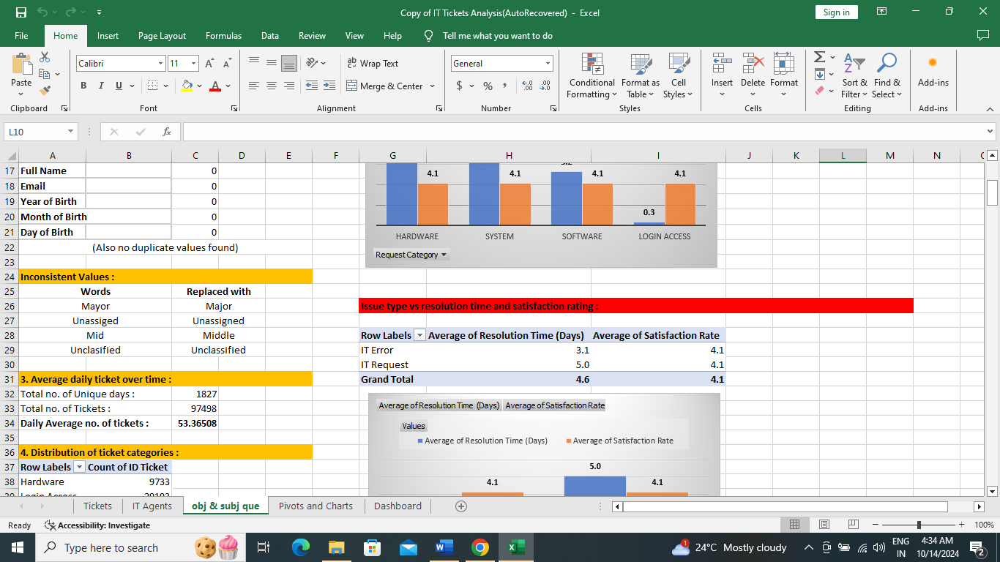 Copy of IT Tickets Analysis(AutoRecovered) - Excel
Sign in
File Home Insert Page Layout Formulas Data Review View Help Tell me what you want to do
Paste
Clipboard
Calibri 11
B I U
Font
Wrap Text
Merge & Center
Alignment
General
$ % ,
Number
Conditional Formatting
Format as Table
Cell Styles
Styles
Insert Delete Format
Cells
Sort & Filter
Find & Select
Editing
Add-ins
Add-ins
L10 fx
A B C D E F G H I J K L M N
17 Full Name 0
18 Email 0
19 Year of Birth 0
20 Month of Birth 0
21 Day of Birth 0
22 (Also no duplicate values found)
23
24 Inconsistent Values :
25 Words Replaced with
26 Mayor Major
27 Unassiged Unassigned
28 Mid Middle
29 Unclasified Unclassified
30
31 3. Average daily ticket over time :
32 Total no. of Unique days : 1827
33 Total no. of Tickets : 97498
34 Daily Average no. of tickets : 53.36508
35
36 4. Distribution of ticket categories :
37 Row Labels Count of ID Ticket
38 Hardware 9733
4.1 4.1 4.1 4.1
0.3
HARDWARE SYSTEM SOFTWARE LOGIN ACCESS
Request Category
Issue type vs resolution time and satisfaction rating :
Row Labels Average of Resolution Time (Days) Average of Satisfaction Rate
IT Error 3.1 4.1
IT Request 5.0 4.1
Grand Total 4.6 4.1
Average of Resolution Time (Days) Average of Satisfaction Rate
Values
Average of Resolution Time (Days) Average of Satisfaction Rate
5.0
4.1 4.1
Tickets IT Agents obj & subj que Pivots and Charts Dashboard
Ready Accessibility: Investigate 100%
Type here to search
1 24°C Mostly cloudy
ENG IN
4:34 AM
10/14/2024
2